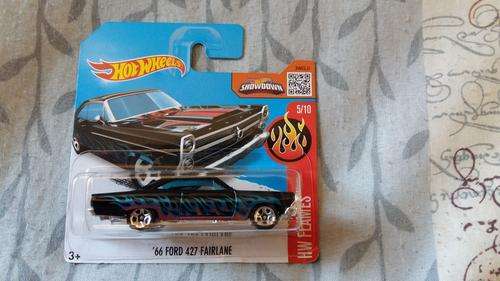 Hot Wheels
SHOWDOWN
5/10
HW FLAMES
'66 FORD 427 FAIRLANE
3+